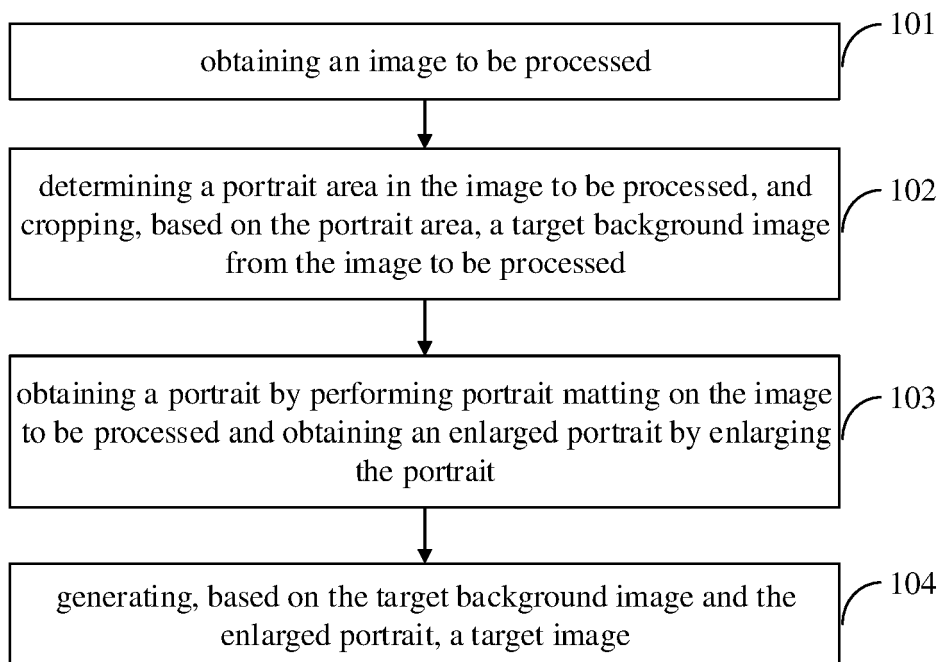 101
obtaining an image to be processed
determining a portrait area in the image to be processed, and
cropping, based on the portrait area, a target background image
from the image to be processed
102
obtaining a portrait by performing portrait matting on the image
to be processed and obtaining an enlarged portrait by enlarging
the portrait
103
generating, based on the target background image and the
enlarged portrait, a target image
104